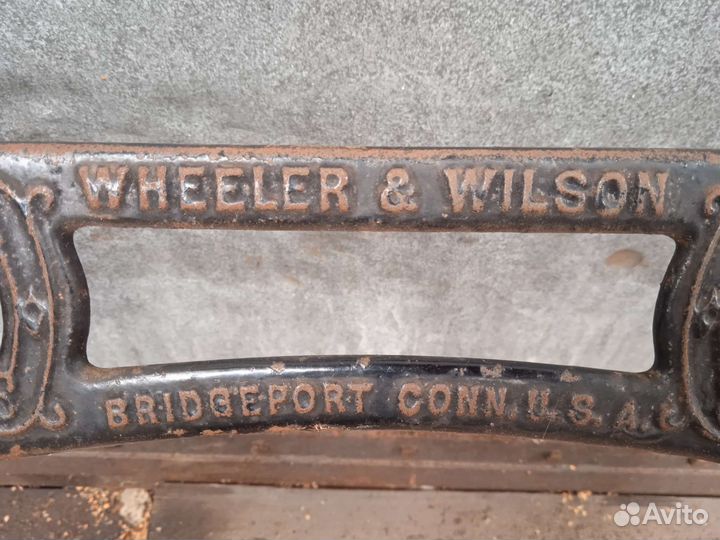 WHEELER & WILSON
BRIDGEPORT CONN. U.S.A.
Avito